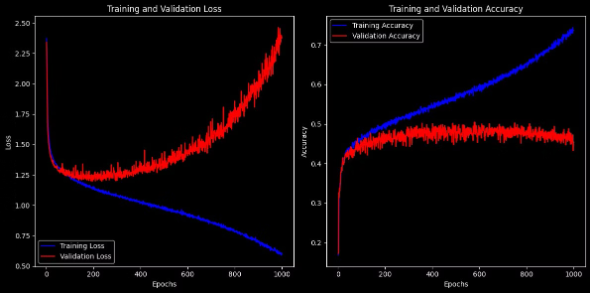 Training and Validation Loss
2.50
2.25
2.00
1.75
1.50
1.25
1.00
0.75
0.50
Loss
Training Loss
Validation Loss
0
200
400
600
800
1000
Epochs
Training and Validation Accuracy
Training Accuracy
Validation Accuracy
0.7
0.6
0.5
0.4
0.3
0.2
Accuracy
0
200
400
600
800
1000
Epochs